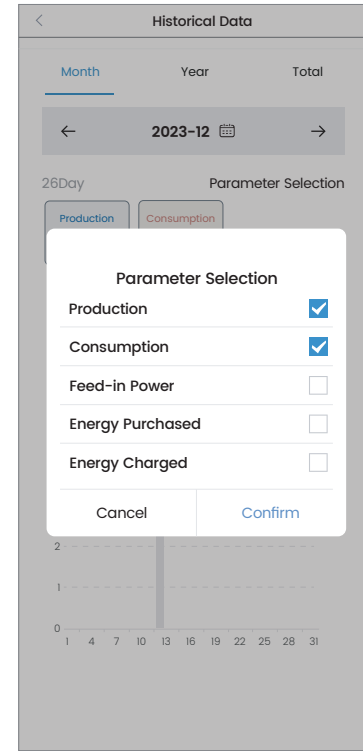 Historical Data
Month Year Total
2023-12
26Day Parameter Selection
Production Consumption
Parameter Selection
Production
Consumption
Feed-in Power
Energy Purchased
Energy Charged
Cancel Confirm
2
1
0
1 4 7 10 13 16 19 22 25 28 31